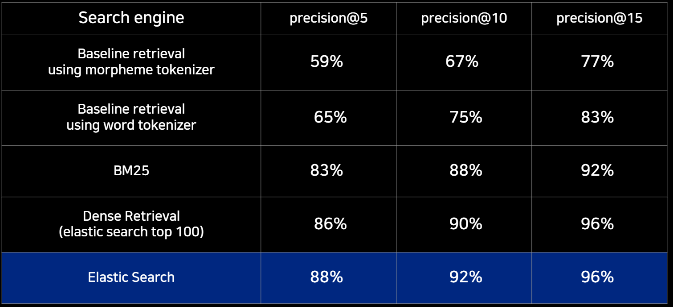 Search engine precision@5 precision@10 precision@15
Baseline retrieval
using morpheme tokenizer 59% 67% 77%
Baseline retrieval
using word tokenizer 65% 75% 83%
BM25 83% 88% 92%
Dense Retrieval
(elastic search top 100) 86% 90% 96%
Elastic Search 88% 92% 96%